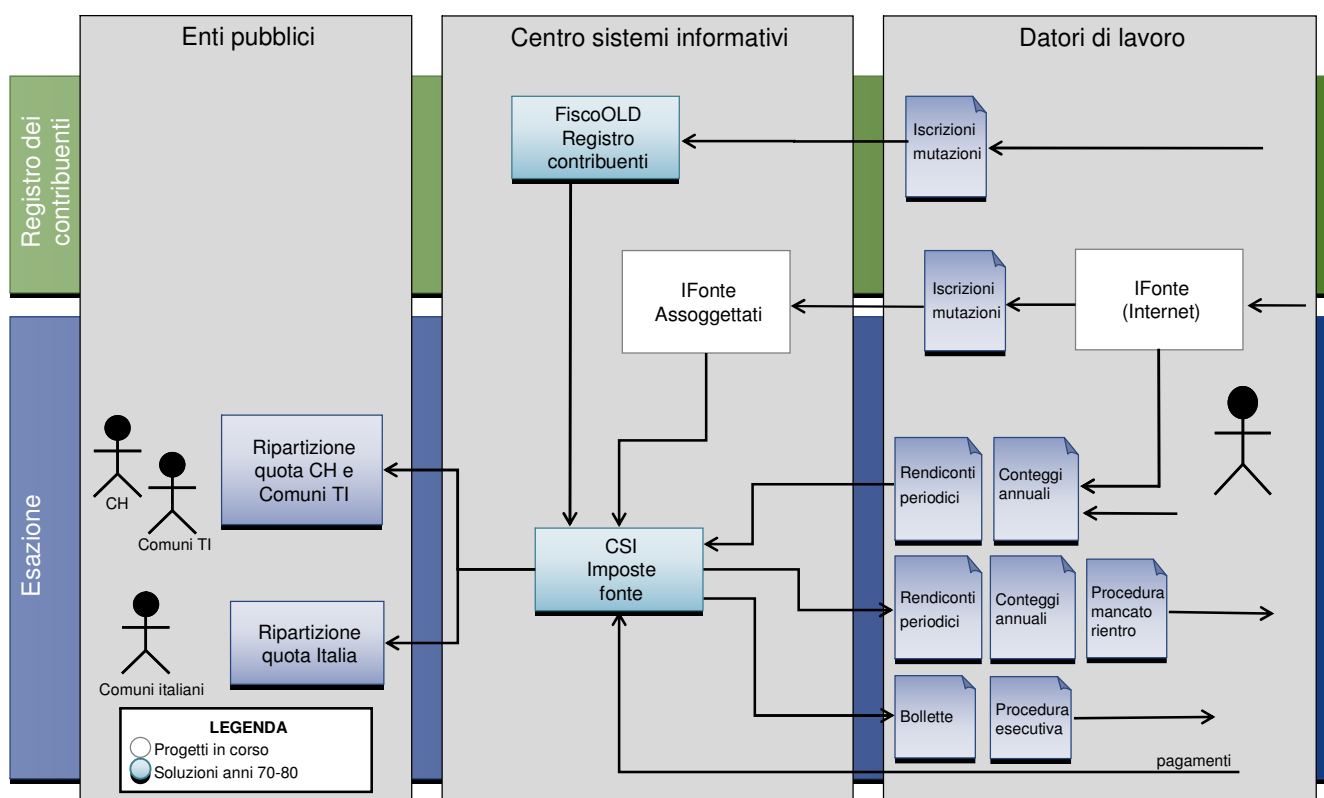 Enti pubblici
Centro sistemi informativi
Datori di lavoro
Registro dei
contribuenti
FiscoOLD
Registro
contribuenti
Iscrizioni
mutazioni
IFonte
Assoggettati
Iscrizioni
mutazioni
IFonte
(Internet)
Esazione
CH
Comuni TI
Ripartizione
quota CH e
Comuni TI
Rendiconti
periodici
Conteggi
annuali
CSI
Imposte
fonte
Comuni italiani
Ripartizione
quota Italia
Rendiconti
periodici
Conteggi
annuali
Procedura
mancato
rientro
Bollette
Procedura
esecutiva
pagamenti
LEGENDA
Progetti in corso
Soluzioni anni 70-80